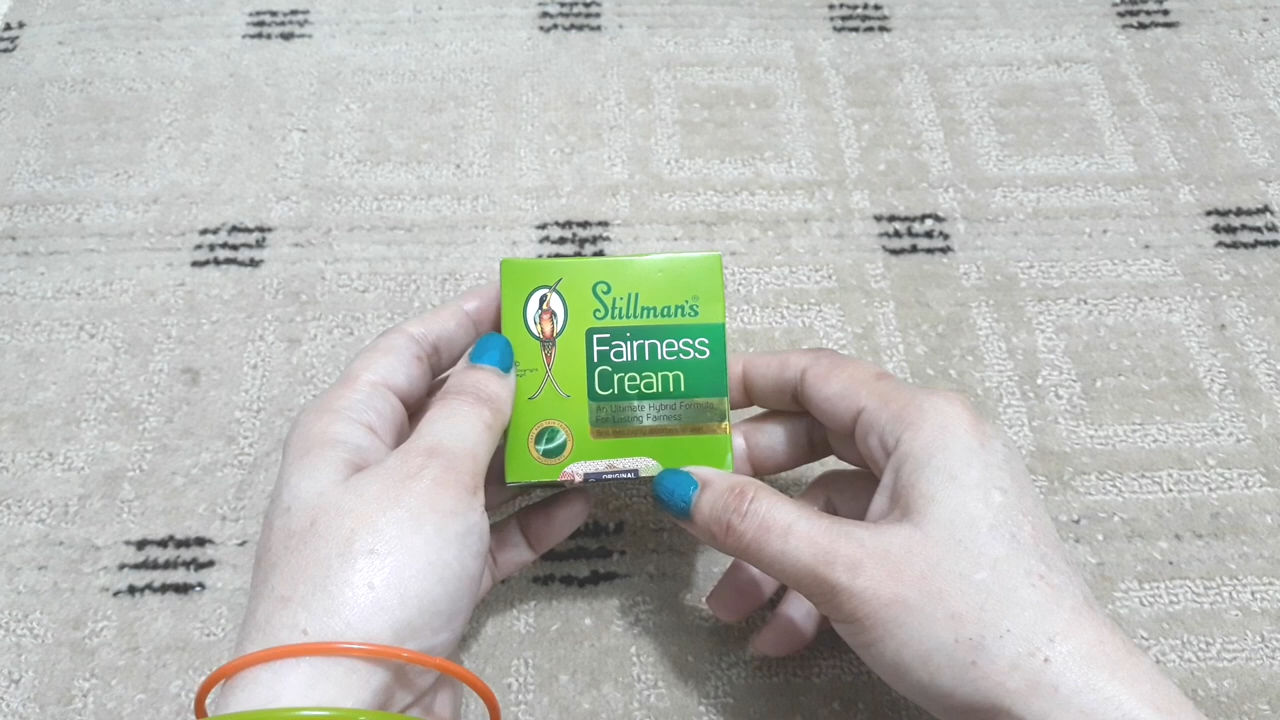 Stillman's®
Fairness
Cream
An Ultimate Hybrid Formula
For Lasting Fairness
ORIGINAL